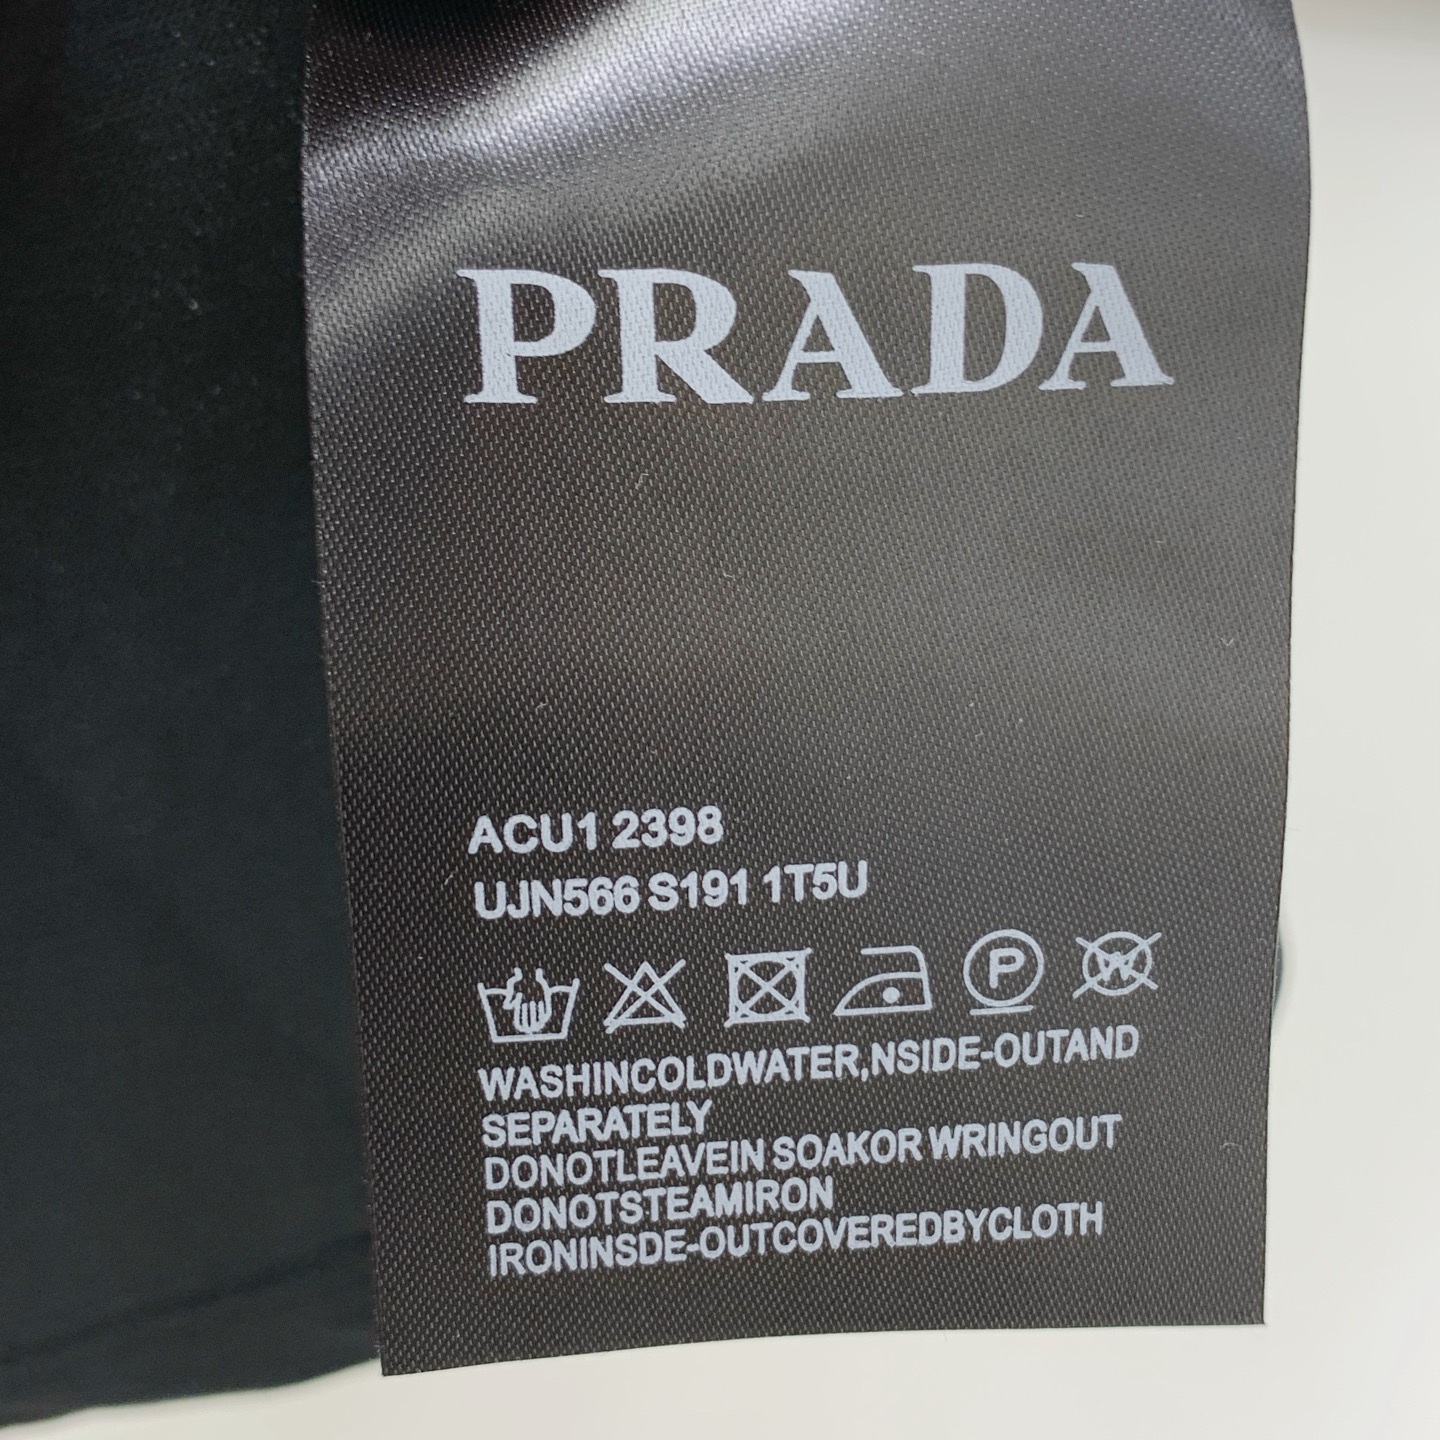 PRADA
ACU1 2398
UJN566 S191 1T5U
P W
WASHINCOLDWATER,NSIDE-OUTAND
SEPARATELY
DONOTLEAVEIN SOAKOR WRINGOUT
DONOTSTEAMIRON
IRONINSDE-OUTCOVEREDBYCLOTH